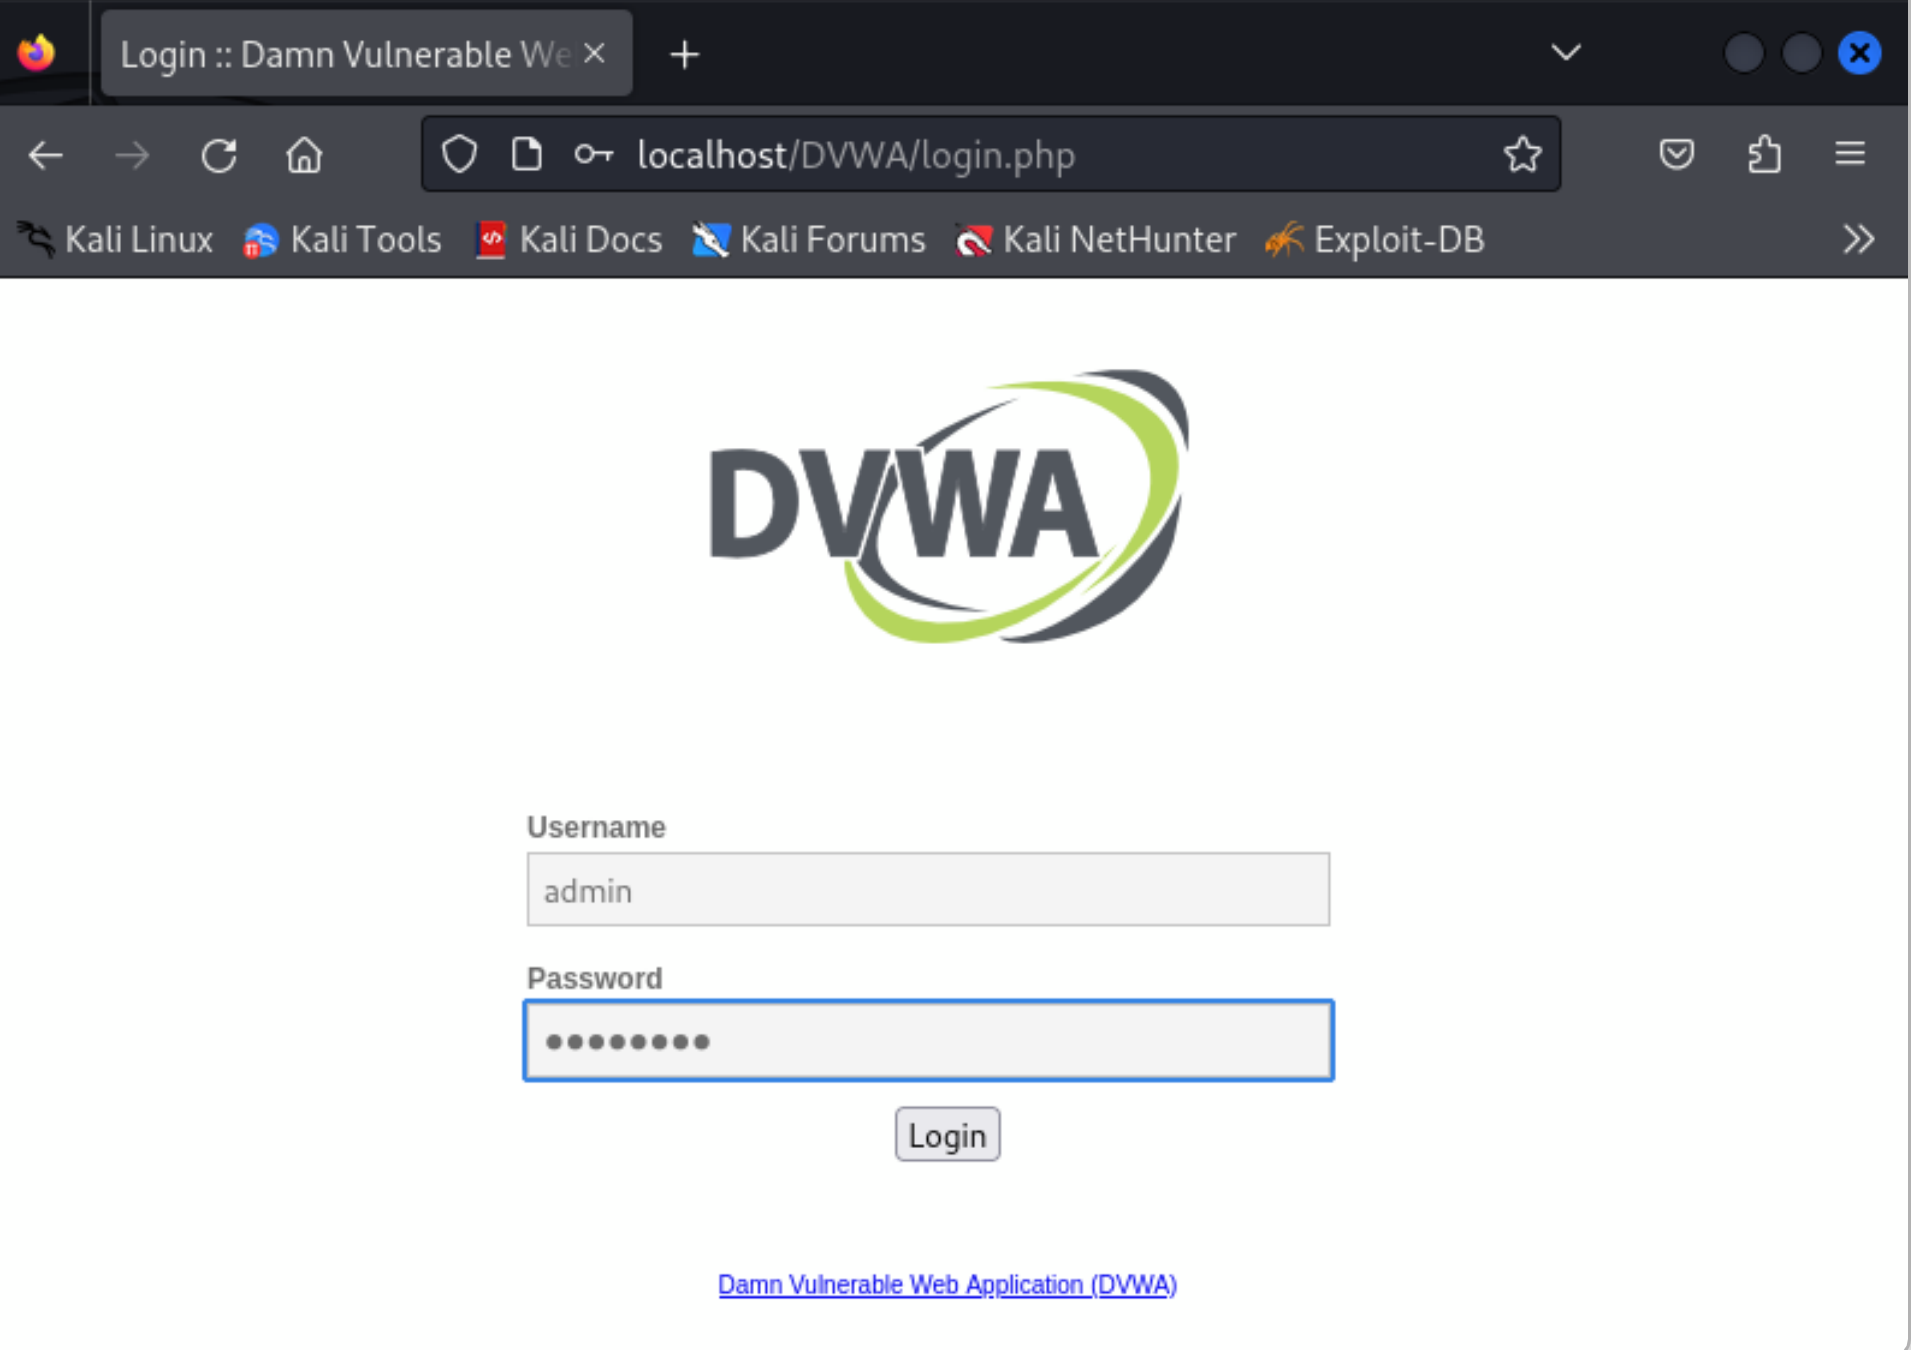 Login :: Damn Vulnerable We
localhost/DVWA/login.php
Kali Linux Kali Tools Kali Docs Kali Forums Kali NetHunter Exploit-DB
DVWA
Username
admin
Password
••••••••
Login
Damn Vulnerable Web Application (DVWA)